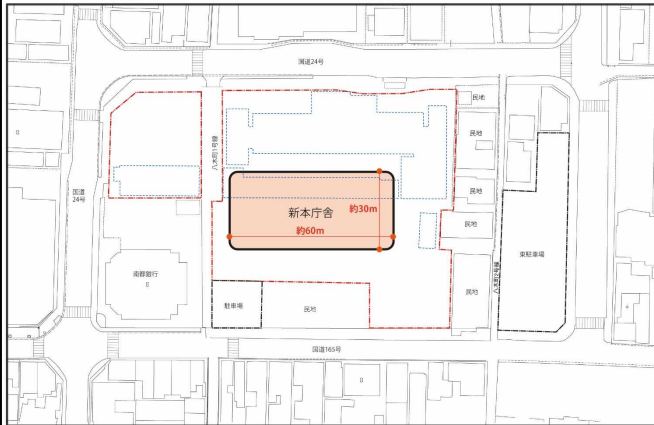 国道24号
民地
八木町1号線
民地
国道
24号
民地
新本庁舎
約30m
約60m
民地
東駐車場
南都銀行
民地
八木町2号線
駐車場
民地
国道165号